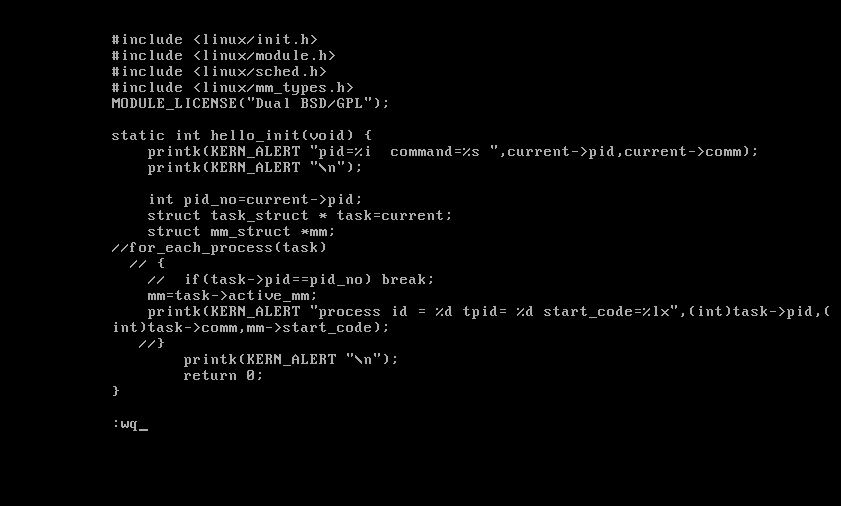 #include <linux/init.h>
#include <linux/module.h>
#include <linux/sched.h>
#include <linux/mm_types.h>
MODULE_LICENSE("Dual BSD/GPL");

static int hello_init(void) {
    printk(KERN_ALERT "pid=%i  command=%s ",current->pid,current->comm);
    printk(KERN_ALERT "\n");

    int pid_no=current->pid;
    struct task_struct * task=current;
    struct mm_struct *mm;
//for_each_process(task)
  // {
    //  if(task->pid==pid_no) break;
    mm=task->active_mm;
    printk(KERN_ALERT "process id = %d tpid= %d start_code=%lx",(int)task->pid,(
int)task->comm,mm->start_code);
   //}
        printk(KERN_ALERT "\n");
        return 0;
}

:wq_